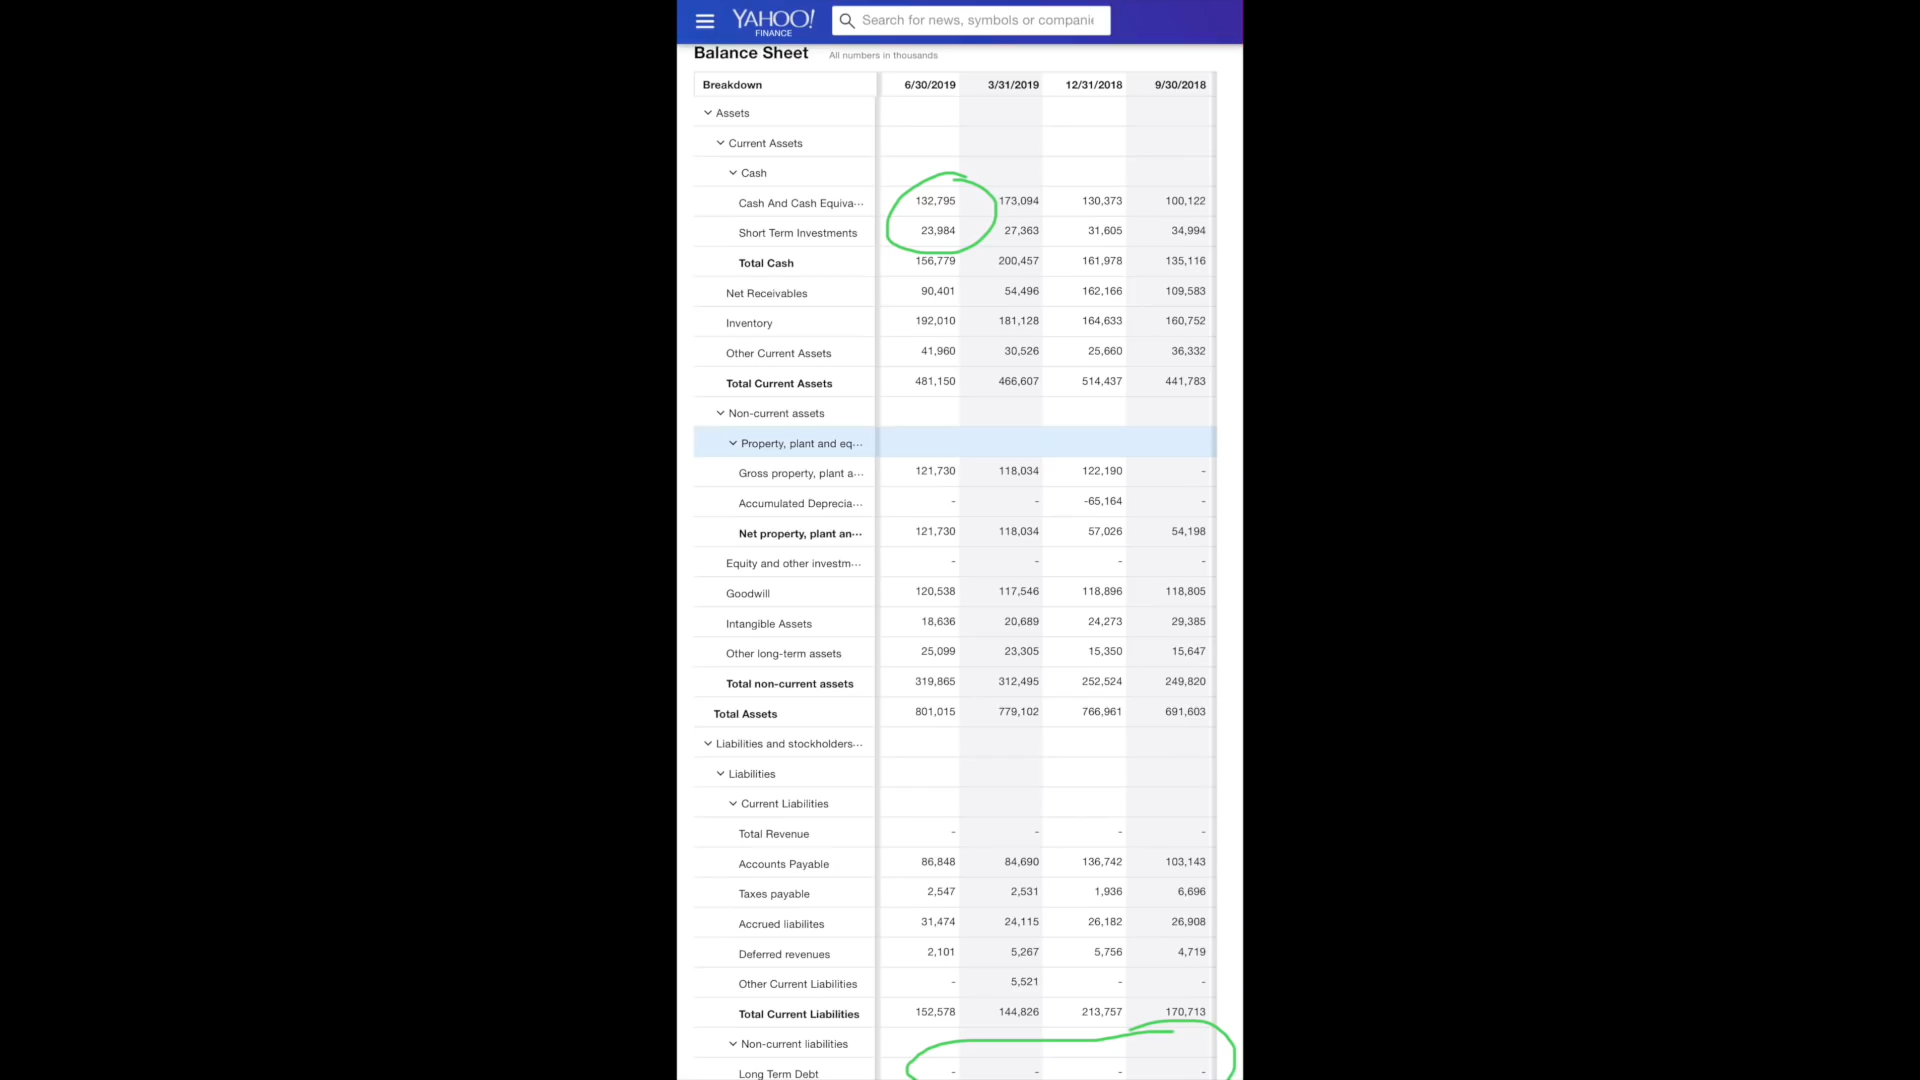 YAHOO!
FINANCE
Search for news, symbols or companie
Balance Sheet All numbers in thousands
Breakdown 6/30/2019 3/31/2019 12/31/2018 9/30/2018
Assets
Current Assets
Cash
Cash And Cash Equiva... 132,795 173,094 130,373 100,122
Short Term Investments 23,984 27,363 31,605 34,994
Total Cash 156,779 200,457 161,978 135,116
Net Receivables 90,401 54,496 162,166 109,583
Inventory 192,010 181,128 164,633 160,752
Other Current Assets 41,960 30,526 25,660 36,332
Total Current Assets 481,150 466,607 514,437 441,783
Non-current assets
Property, plant and eq...
Gross property, plant a... 121,730 118,034 122,190 -
Accumulated Deprecia... - - -65,164 -
Net property, plant an... 121,730 118,034 57,026 54,198
Equity and other investm... - - - -
Goodwill 120,538 117,546 118,896 118,805
Intangible Assets 18,636 20,689 24,273 29,385
Other long-term assets 25,099 23,305 15,350 15,647
Total non-current assets 319,865 312,495 252,524 249,820
Total Assets 801,015 779,102 766,961 691,603
Liabilities and stockholders...
Liabilities
Current Liabilities
Total Revenue - - - -
Accounts Payable 86,848 84,690 136,742 103,143
Taxes payable 2,547 2,531 1,936 6,696
Accrued liabilites 31,474 24,115 26,182 26,908
Deferred revenues 2,101 5,267 5,756 4,719
Other Current Liabilities - 5,521 - -
Total Current Liabilities 152,578 144,826 213,757 170,713
Non-current liabilities
Long Term Debt - - - -